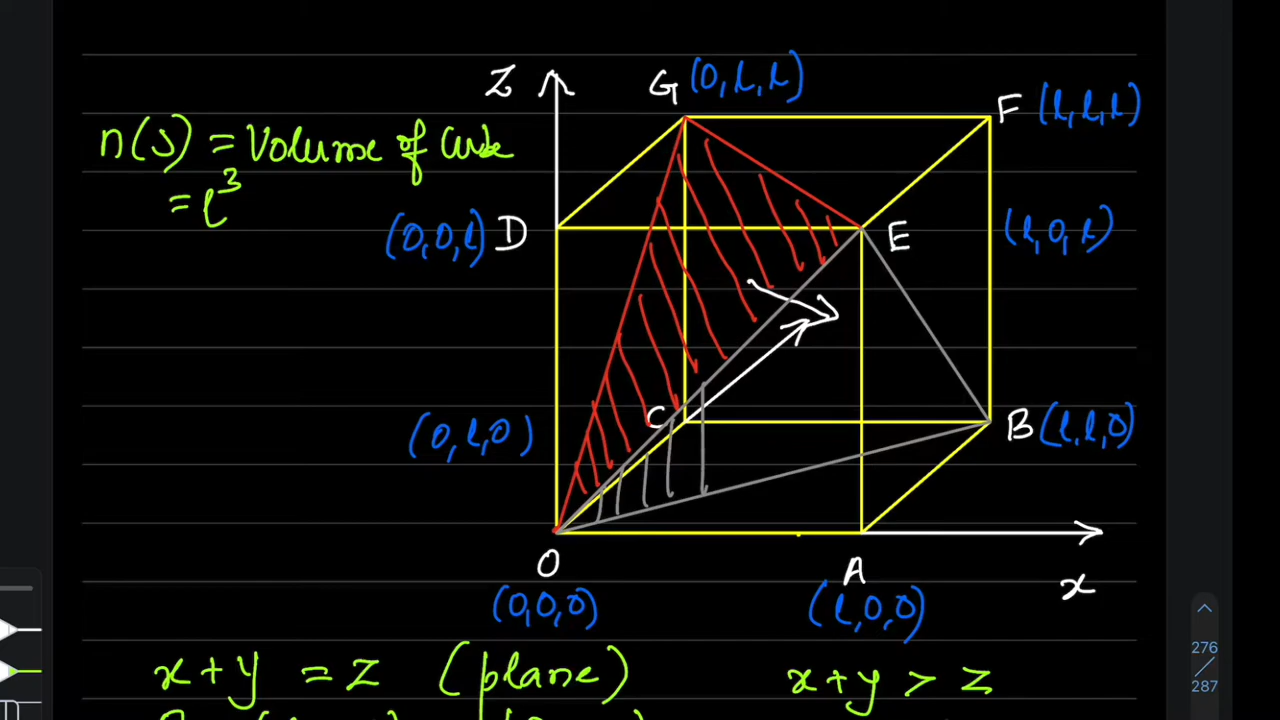 Z
G (0, l, l)
F (l, l, l)
n(S) = Volume of Cube
= l³
(0, 0, l) D
E (l, 0, l)
C
(0, l, 0)
B (l, l, 0)
O
(0, 0, 0)
A
(l, 0, 0)
x
276
287
x + y = z (plane)
x + y > z